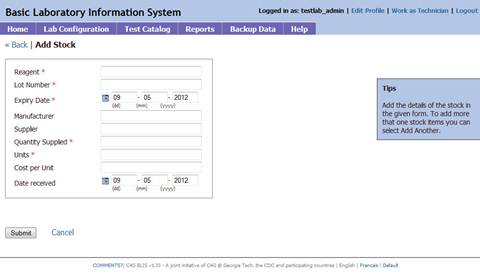 Basic Laboratory Information System
Logged in as: testlab_admin | Edit Profile | Work as Technician | Logout
Home Lab Configuration Test Catalog Reports Backup Data Help
« Back | Add Stock
Reagent *
Lot Number *
Expiry Date * 09 - 05 - 2012
(dd) (mm) (yyyy)
Manufacturer
Supplier
Quantity Supplied *
Units *
Cost per Unit
Date received 09 - 05 - 2012
(dd) (mm) (yyyy)
Tips
Add the details of the stock in
the given form. To add more
that one stock items you can
select Add Another.
Submit Cancel
COMMENTS? | C4G BLIS v1.23 - A joint initiative of C4G @ Georgia Tech, the CDC and participating countries | English | Francais | Default